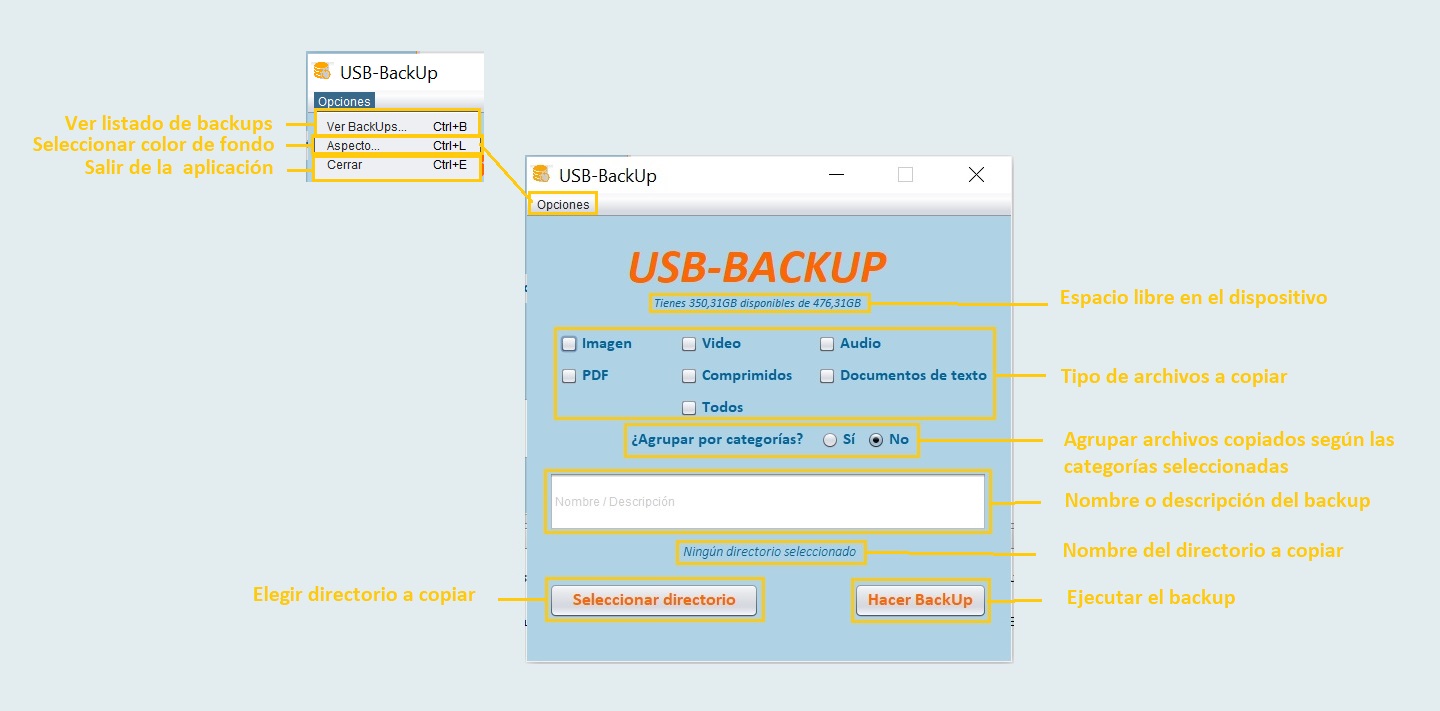 USB-BackUp
Opciones
Ver listado de backups
Ver BackUps... Ctrl+B
Seleccionar color de fondo
Aspecto... Ctrl+L
Salir de la aplicación
Cerrar Ctrl+E
USB-BackUp
Opciones
USB-BACKUP
Tienes 350,31GB disponibles de 476,31GB
Espacio libre en el dispositivo
Imagen Video Audio
PDF Comprimidos Documentos de texto
Todos
Tipo de archivos a copiar
¿Agrupar por categorías? Sí No
Agrupar archivos copiados según las
categorías seleccionadas
Nombre / Descripción
Nombre o descripción del backup
Ningún directorio seleccionado
Nombre del directorio a copiar
Elegir directorio a copiar
Seleccionar directorio
Hacer BackUp
Ejecutar el backup